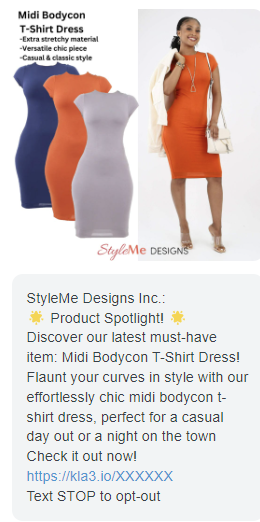 Midi Bodycon
T-Shirt Dress
-Extra stretchy material
-Versatile chic piece
-Casual & classic style
StyleMe DESIGNS
StyleMe Designs Inc.:
🌟 Product Spotlight! 🌟
Discover our latest must-have
item: Midi Bodycon T-Shirt Dress!
Flaunt your curves in style with our
effortlessly chic midi bodycon t-
shirt dress, perfect for a casual
day out or a night on the town
Check it out now!
https://kla3.io/XXXXXX
Text STOP to opt-out